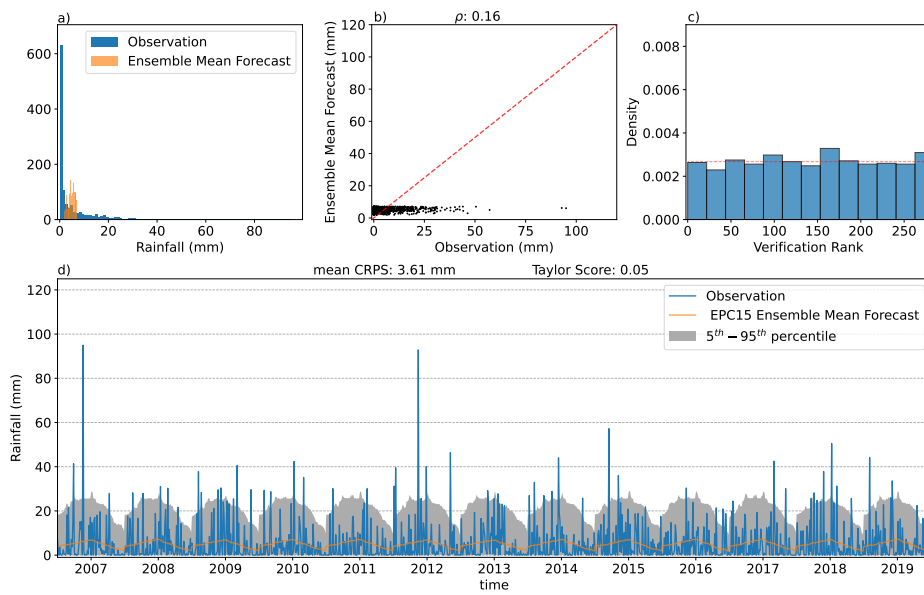 a)
Observation
Ensemble Mean Forecast
600
400
200
0
0 20 40 60 80
Rainfall (mm)
b)
ρ: 0.16
120
100
80
60
40
20
0
Ensemble Mean Forecast (mm)
0 25 50 75 100
Observation (mm)
c)
0.008
0.006
0.004
0.002
0.000
Density
0 50 100 150 200 250
Verification Rank
d)
mean CRPS: 3.61 mm
Taylor Score: 0.05
Observation
EPC15 Ensemble Mean Forecast
5th − 95th percentile
120
100
80
60
40
20
0
Rainfall (mm)
2007 2008 2009 2010 2011 2012 2013 2014 2015 2016 2017 2018 2019
time